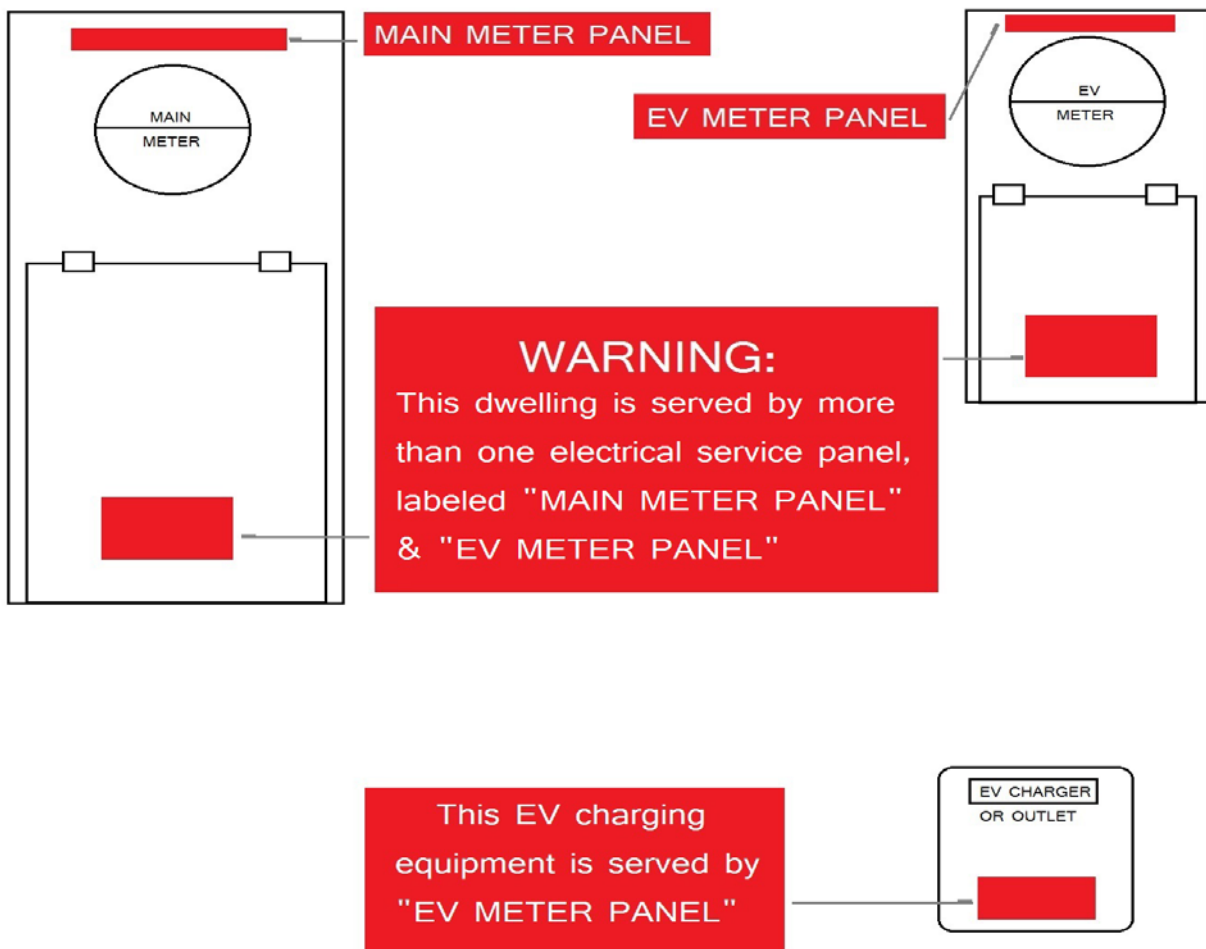 MAIN METER PANEL
MAIN
METER
EV METER PANEL
EV
METER
WARNING:
This dwelling is served by more
than one electrical service panel,
labeled "MAIN METER PANEL"
& "EV METER PANEL"
This EV charging
equipment is served by
"EV METER PANEL"
EV CHARGER
OR OUTLET